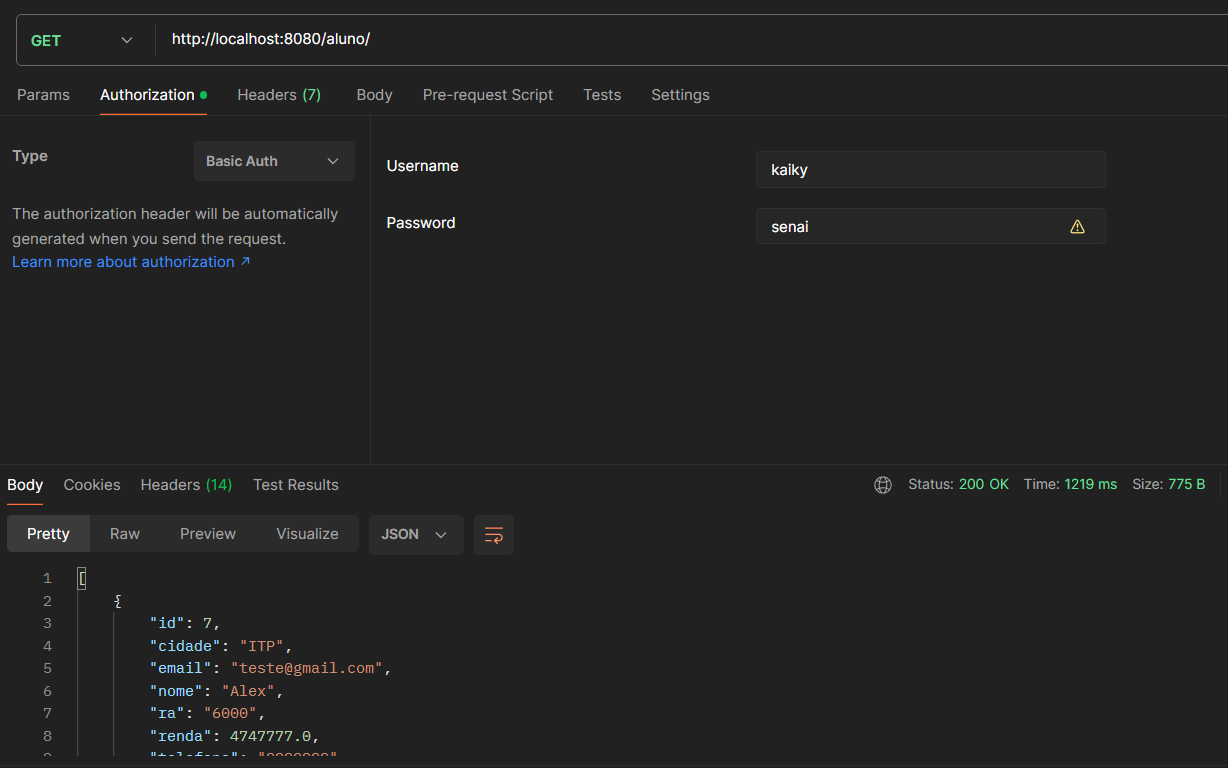 GET http://localhost:8080/aluno/
Params Authorization Headers (7) Body Pre-request Script Tests Settings
Type Basic Auth
The authorization header will be automatically
generated when you send the request.
Learn more about authorization ↗
Username kaiky
Password senai
Body Cookies Headers (14) Test Results Status: 200 OK Time: 1219 ms Size: 775 B
Pretty Raw Preview Visualize JSON
1 [
2 {
3 "id": 7,
4 "cidade": "ITP",
5 "email": "teste@gmail.com",
6 "nome": "Alex",
7 "ra": "6000",
8 "renda": 4747777.0,